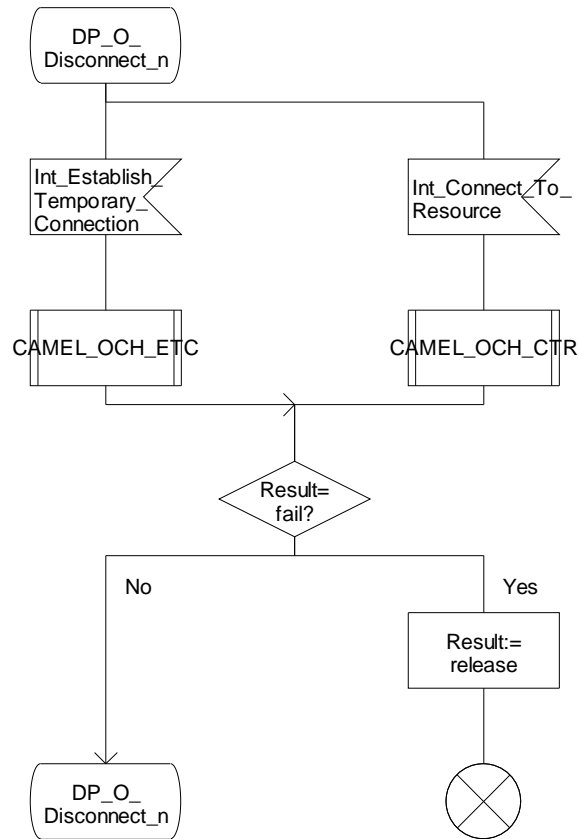 DP_O_
Disconnect_n
Int_Establish_
Temporary_
Connection
Int_Connect_To_
Resource
CAMEL_OCH_ETC
CAMEL_OCH_CTR
Result=
fail?
No
Yes
Result:=
release
DP_O_
Disconnect_n